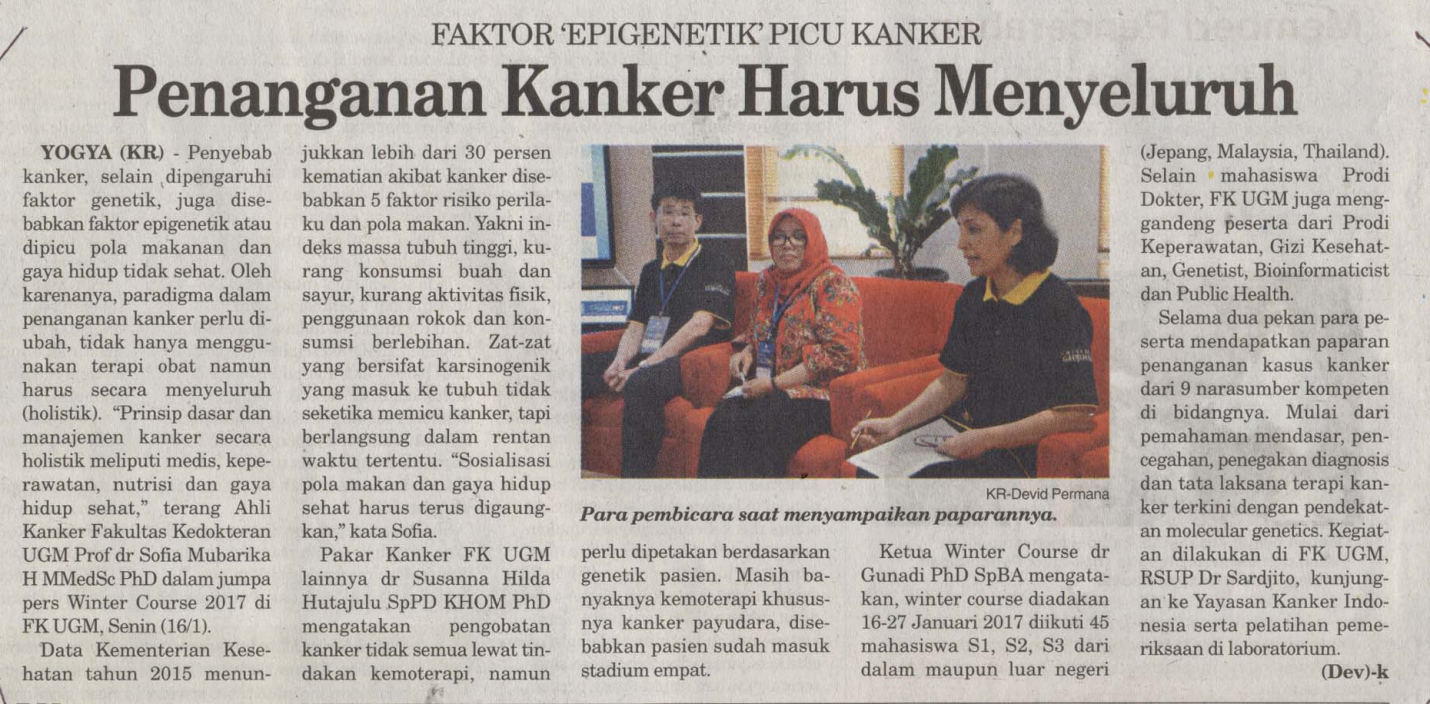 FAKTOR ‘EPIGENETIK’ PICU KANKER
Penanganan Kanker Harus Menyeluruh
YOGYA (KR) - Penyebab
kanker, selain dipengaruhi
faktor genetik, juga dise-
babkan faktor epigenetik atau
dipicu pola makanan dan
gaya hidup tidak sehat. Oleh
karenanya, paradigma dalam
penanganan kanker perlu di-
ubah, tidak hanya menggu-
nakan terapi obat namun
harus secara menyeluruh
(holistik). “Prinsip dasar dan
manajemen kanker secara
holistik meliputi medis, kepe-
rawatan, nutrisi dan gaya
hidup sehat,” terang Ahli
Kanker Fakultas Kedokteran
UGM Prof dr Sofia Mubarika
H MMedSc PhD dalam jumpa
pers Winter Course 2017 di
FK UGM, Senin (16/1).
Data Kementerian Kese-
hatan tahun 2015 menun-
jukkan lebih dari 30 persen
kematian akibat kanker dise-
babkan 5 faktor risiko perila-
ku dan pola makan. Yakni in-
deks massa tubuh tinggi, ku-
rang konsumsi buah dan
sayur, kurang aktivitas fisik,
penggunaan rokok dan kon-
sumsi berlebihan. Zat-zat
yang bersifat karsinogenik
yang masuk ke tubuh tidak
seketika memicu kanker, tapi
berlangsung dalam rentan
waktu tertentu. “Sosialisasi
pola makan dan gaya hidup
sehat harus terus digaung-
kan,” kata Sofia.
Pakar Kanker FK UGM
lainnya dr Susanna Hilda
Hutajulu SpPD KHOM PhD
mengatakan pengobatan
kanker tidak semua lewat tin-
dakan kemoterapi, namun
KR-Devid Permana
Para pembicara saat menyampaikan paparannya.
perlu dipetakan berdasarkan
genetik pasien. Masih ba-
nyaknya kemoterapi khusus-
nya kanker payudara, dise-
babkan pasien sudah masuk
stadium empat.
Ketua Winter Course dr
Gunadi PhD SpBA mengata-
kan, winter course diadakan
16-27 Januari 2017 diikuti 45
mahasiswa S1, S2, S3 dari
dalam maupun luar negeri
(Jepang, Malaysia, Thailand).
Selain mahasiswa Prodi
Dokter, FK UGM juga meng-
gandeng peserta dari Prodi
Keperawatan, Gizi Kesehat-
an, Genetist, Bioinformaticist
dan Public Health.
Selama dua pekan para pe-
serta mendapatkan paparan
penanganan kasus kanker
dari 9 narasumber kompeten
di bidangnya. Mulai dari
pemahaman mendasar, pen-
cegahan, penegakan diagnosis
dan tata laksana terapi kan-
ker terkini dengan pendekat-
an molecular genetics. Kegiat-
an dilakukan di FK UGM,
RSUP Dr Sardjito, kunjung-
an ke Yayasan Kanker Indo-
nesia serta pelatihan peme-
riksaan di laboratorium.
(Dev)-k